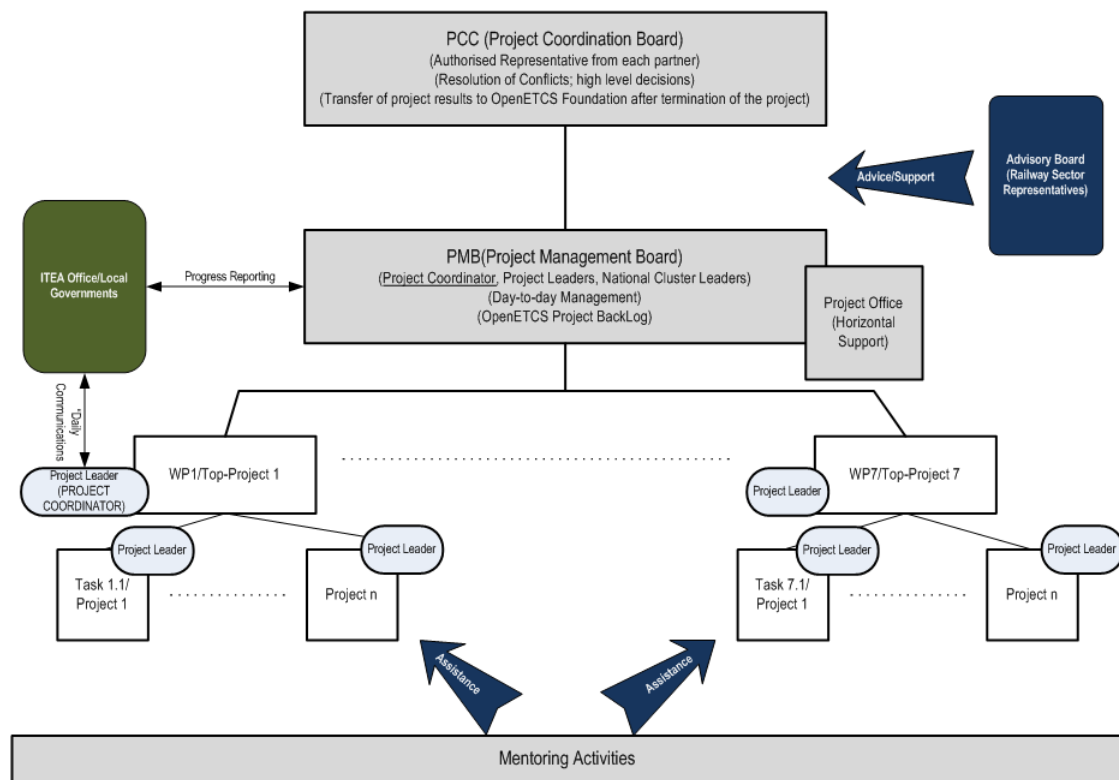 PCC (Project Coordination Board)
(Authorised Representative from each partner)
(Resolution of Conflicts; high level decisions)
(Transfer of project results to OpenETCS Foundation after termination of the project)
Advisory Board
(Railway Sector
Representatives)
Advice/Support
ITEA Office/Local
Governments
Progress Reporting
PMB(Project Management Board)
(Project Coordinator, Project Leaders, National Cluster Leaders)
(Day-to-day Management)
(OpenETCS Project BackLog)
Project Office
(Horizontal
Support)
"Daily
Communications
WP1/Top-Project 1
Project Leader
(PROJECT
COORDINATOR)
WP7/Top-Project 7
Project Leader
Project Leader
Task 1.1/
Project 1
Project Leader
Project n
Project Leader
Task 7.1/
Project 1
Project Leader
Project n
Assistance
Assistance
Mentoring Activities